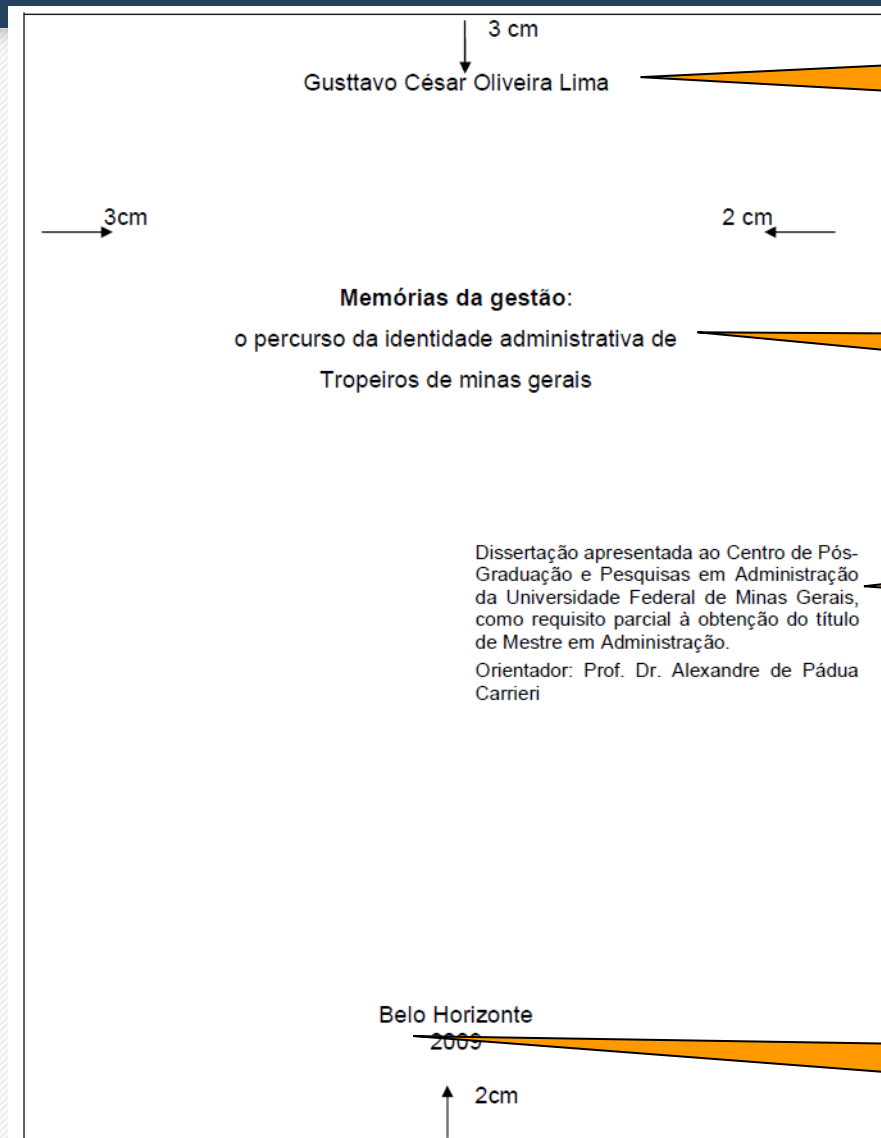 3 cm
Gusttavo César Oliveira Lima
3cm
2 cm
Memórias da gestão:
o percurso da identidade administrativa de
Tropeiros de minas gerais
Dissertação apresentada ao Centro de Pós-
Graduação e Pesquisas em Administração
da Universidade Federal de Minas Gerais,
como requisito parcial à obtenção do título
de Mestre em Administração.
Orientador: Prof. Dr. Alexandre de Pádua
Carrieri
Belo Horizonte
2009
2cm